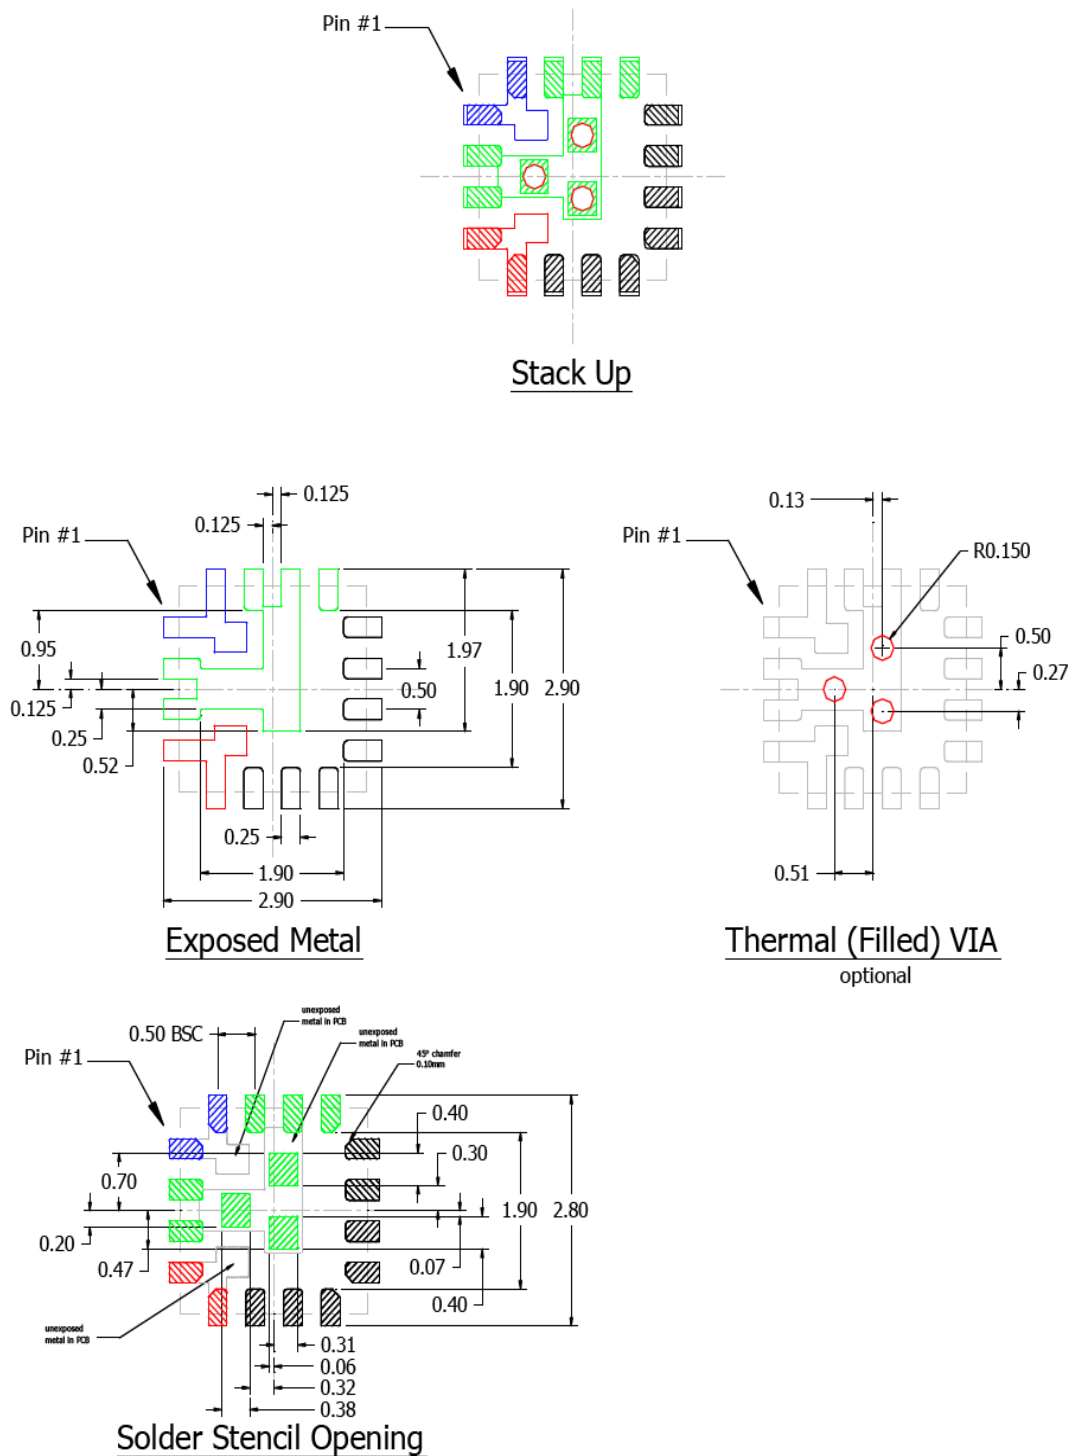 Pin #1
Stack Up
0.125
0.125
Pin #1
0.95
0.125
0.25
0.52
1.97
0.50
1.90
2.90
0.25
1.90
2.90
Exposed Metal
0.13
Pin #1
R0.150
0.50
0.27
0.51
Thermal (Filled) VIA
optional
unexposed
metal in PCB
0.50 BSC
unexposed
metal in PCB
Pin #1
45° chamfer
0.10mm
0.40
0.30
0.70
1.90
2.80
0.20
0.47
0.07
0.40
unexposed
metal in PCB
0.31
0.06
0.32
0.38
Solder Stencil Opening